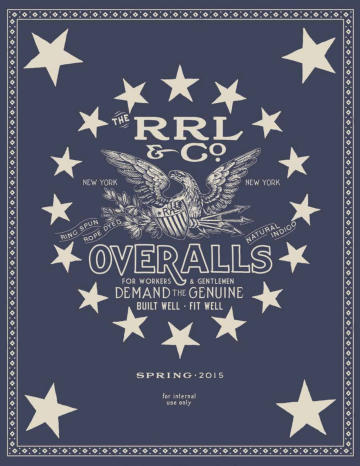 THE
RRL
& Co.
NEW YORK
NEW YORK
RRL
RING SPUN
ROPE DYED
NATURAL
INDIGO
OVERALLS
FOR WORKERS & GENTLEMEN
DEMAND THE GENUINE
BUILT WELL · FIT WELL
SPRING · 2015
for internal
use only